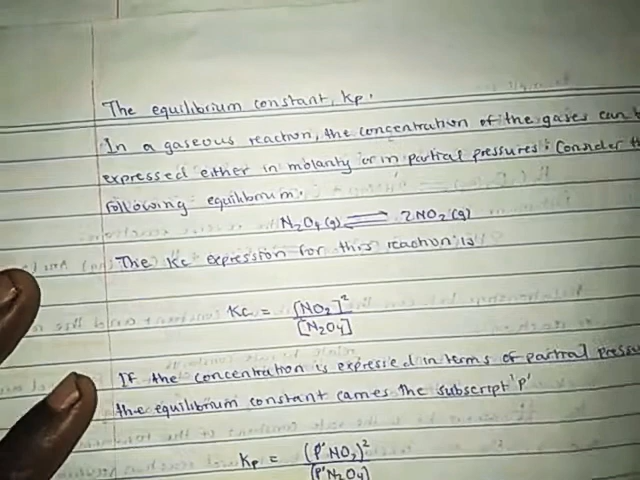 The equilibrium constant, Kp.
In a gaseous reaction, the concentration of the gases can b
expressed either in molarity or in partial pressures. Consider th
following equilibrium.
N₂O₄(g) ⇌ 2NO₂(g)
The Kc expression for this reaction is
Kc = [NO₂]²
[N₂O₄]
If the concentration is expressed in terms of partial pressu
the equilibrium constant carries the subscript 'p'
Kp = (P'NO₂)²
(P'N₂O₄)